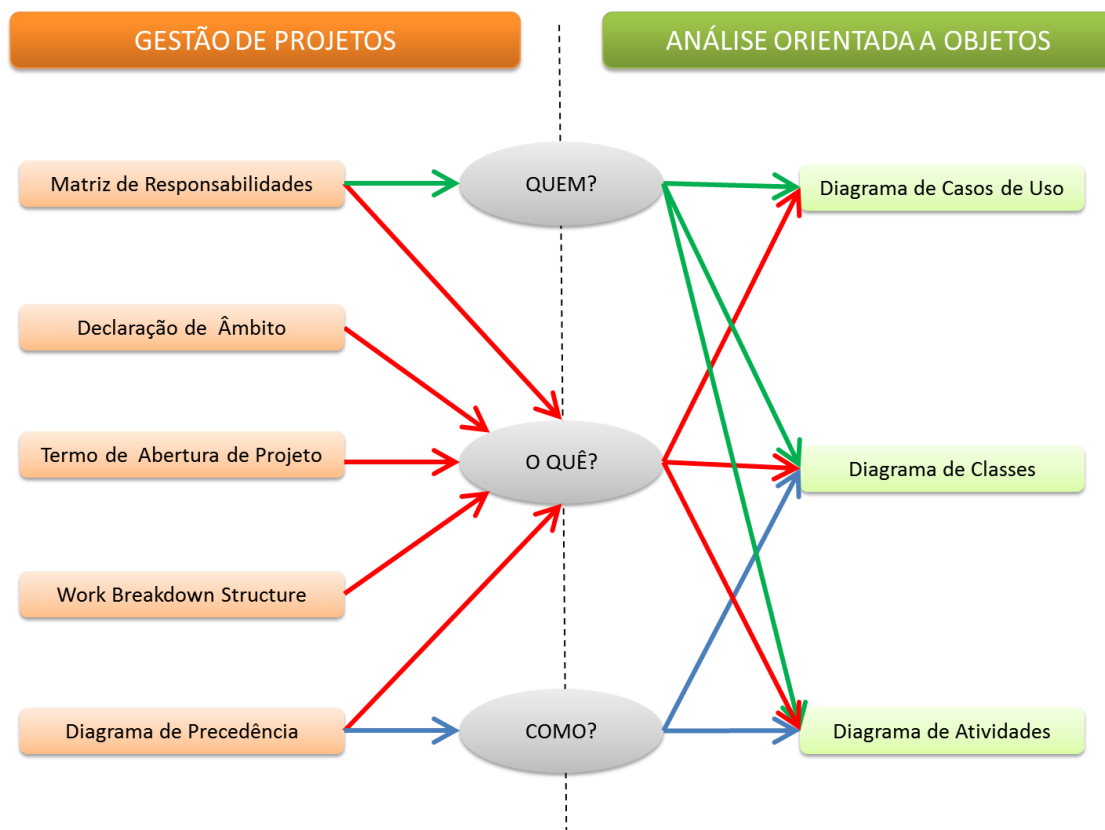 GESTÃO DE PROJETOS
ANÁLISE ORIENTADA A OBJETOS
Matriz de Responsabilidades
QUEM?
Diagrama de Casos de Uso
Declaração de Âmbito
Termo de Abertura de Projeto
O QUÊ?
Diagrama de Classes
Work Breakdown Structure
Diagrama de Precedência
COMO?
Diagrama de Atividades